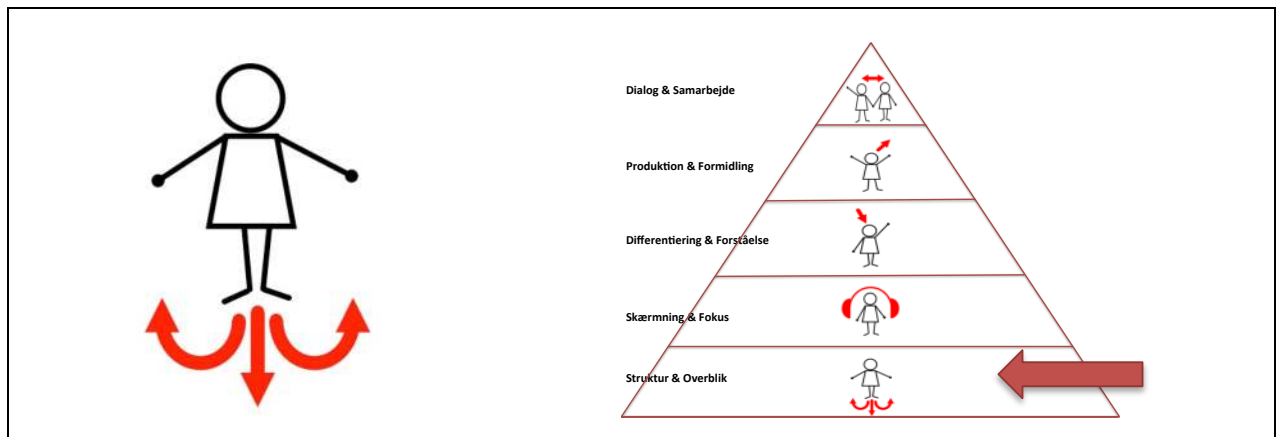 Dialog & Samarbejde
Produktion & Formidling
Differentiering & Forståelse
Skærmning & Fokus
Struktur & Overblik